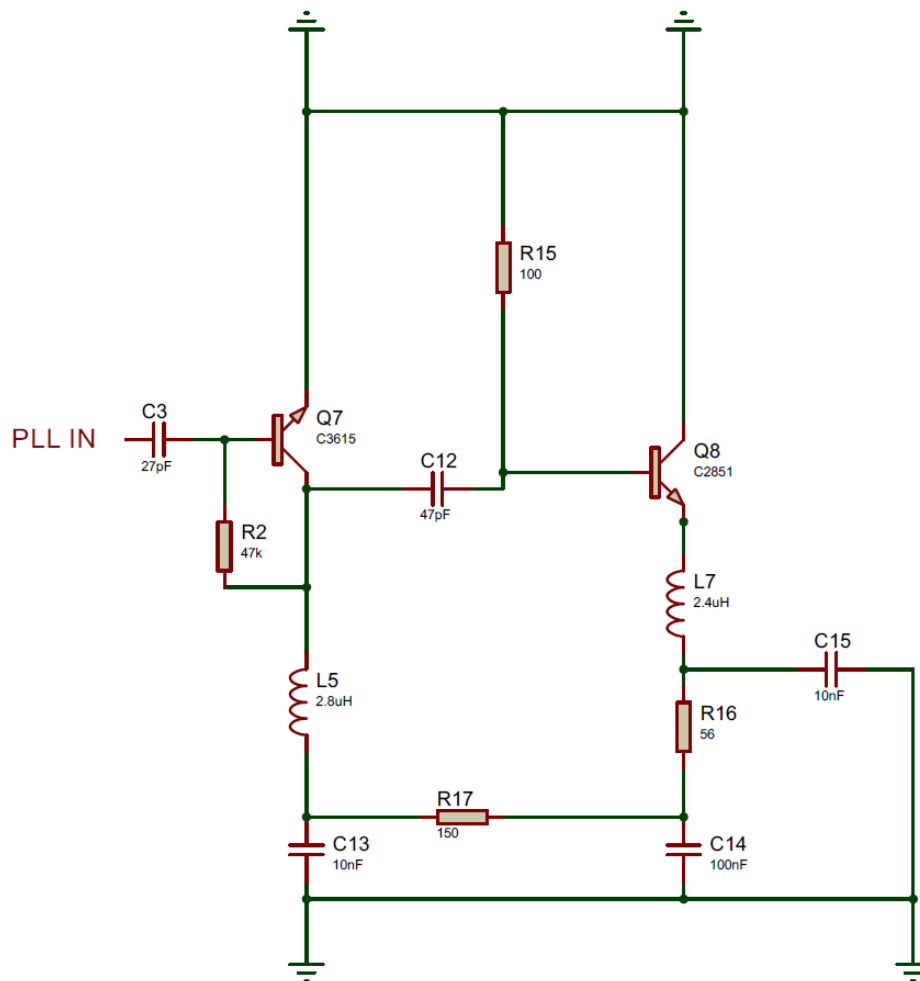 R15
100
C3
27pF
PLL IN
Q7
C3615
C12
47pF
Q8
C2851
R2
47k
L7
2.4uH
C15
10nF
L5
2.8uH
R16
56
R17
150
C13
10nF
C14
100nF